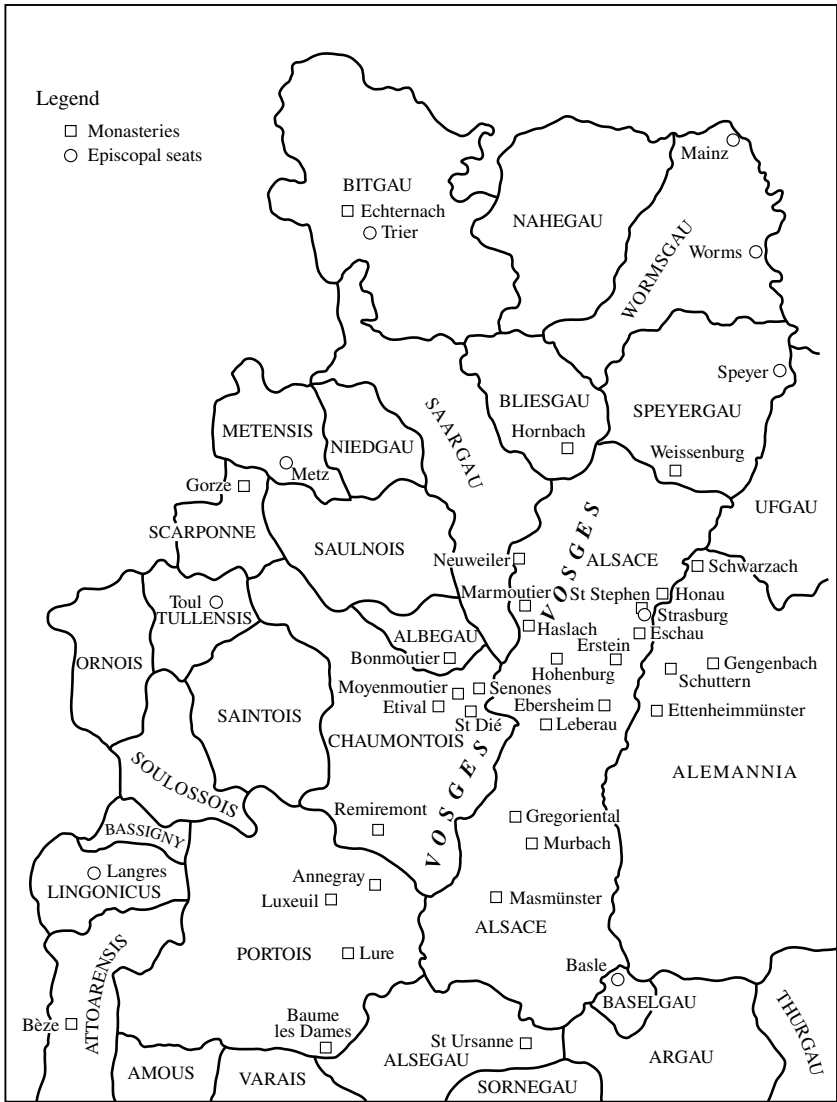 Legend
Monasteries
Episcopal seats
Mainz
BITGAU
Echternach
Trier
NAHEGAU
WORMSGAU
Worms
Speyer
BLIESGAU
SPEYERGAU
SAARGAU
METENSIS
NIEDGAU
Hornbach
Weissenburg
Metz
Gorze
UFGAU
SCARPONNE
SAULNOIS
VOSGES
Neuweiler
ALSACE
Schwarzach
Marmoutier
St Stephen
Honau
Toul
TULLENSIS
Strasburg
Haslach
Eschau
ALBEGAU
Erstein
ORNOIS
Bonmoutier
Hohenburg
Gengenbach
Schuttern
Moyenmoutier
Senones
Etival
Ebersheim
Ettenheimmünster
SAINTOIS
St Dié
Leberau
CHAUMONTOIS
SOULOSSOIS
ALEMANNIA
VOSGES
Remiremont
Gregoriental
BASSIGNY
Murbach
Langres
LINGONICUS
Annegray
Luxeuil
Masmünster
ALSACE
PORTOIS
Lure
ATTOARENSIS
Basle
BASELGAU
THURGAU
Bèze
Baume
les Dames
St Ursanne
ALSEGAU
ARGAU
AMOUS
VARAIS
SORNEGAU